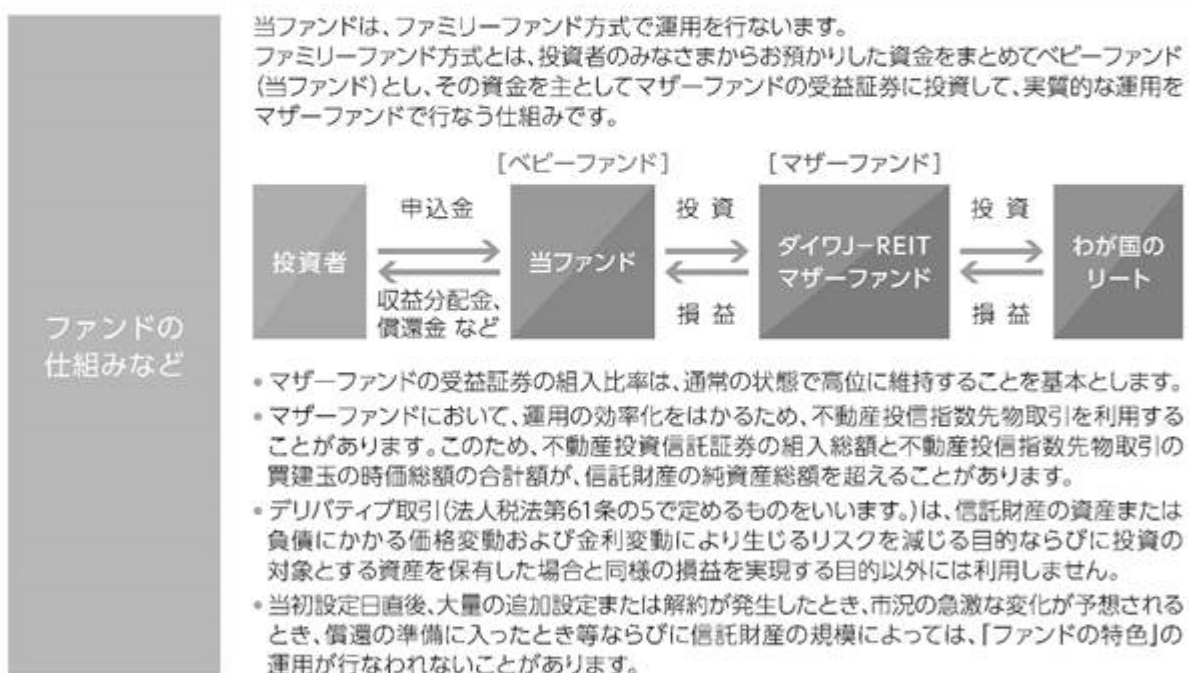 当ファンドは、ファミリーファンド方式で運用を行ないます。
ファミリーファンド方式とは、投資者のみなさまからお預かりした資金をまとめてベビーファンド
(当ファンド)とし、その資金を主としてマザーファンドの受益証券に投資して、実質的な運用を
マザーファンドで行なう仕組みです。
[ベビーファンド]
[マザーファンド]
投資者
申込金
収益分配金、
償還金 など
当ファンド
投 資
損 益
ダイワJ-REIT
マザーファンド
投 資
損 益
わが国の
リート
ファンドの
仕組みなど
• マザーファンドの受益証券の組入比率は、通常の状態で高位に維持することを基本とします。
• マザーファンドにおいて、運用の効率化をはかるため、不動産投信指数先物取引を利用する
ことがあります。このため、不動産投資信託証券の組入総額と不動産投信指数先物取引の
買建玉の時価総額の合計額が、信託財産の純資産総額を超えることがあります。
• デリバティブ取引(法人税法第61条の5で定めるものをいいます。)は、信託財産の資産または
負債にかかる価格変動および金利変動により生じるリスクを減じる目的ならびに投資の
対象とする資産を保有した場合と同様の損益を実現する目的以外には利用しません。
• 当初設定日直後、大量の追加設定または解約が発生したとき、市況の急激な変化が予想される
とき、償還の準備に入ったとき等ならびに信託財産の規模によっては、「ファンドの特色」の
運用が行なわれないことがあります。